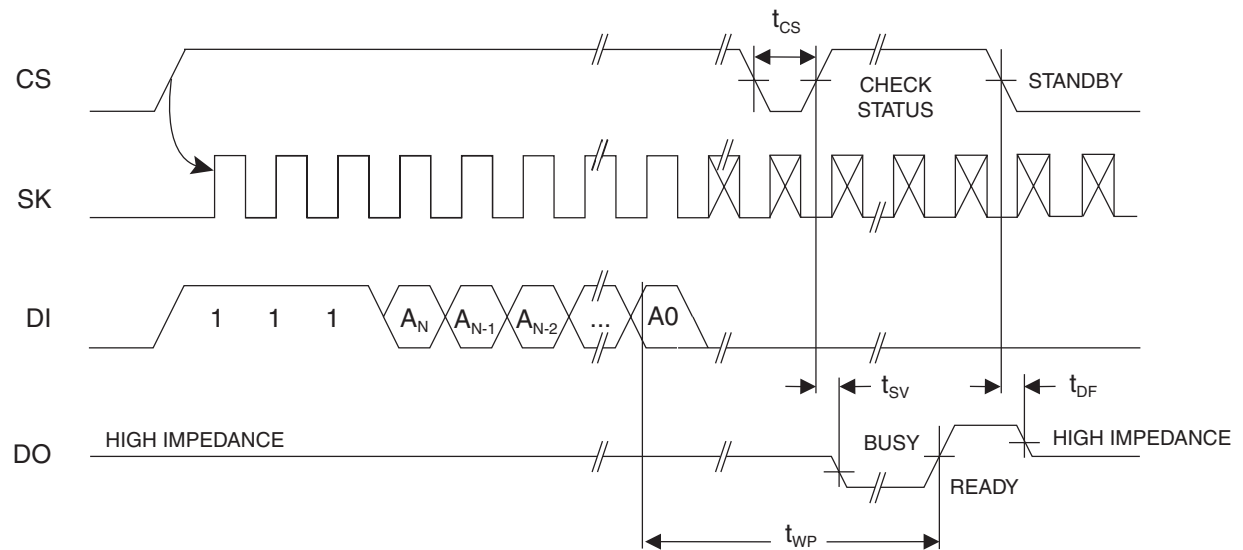 tCS
CS
CHECK STATUS
STANDBY
SK
DI
1 1 1 AN AN-1 AN-2 ... A0
tSV
tDF
DO
HIGH IMPEDANCE
BUSY
READY
HIGH IMPEDANCE
tWP